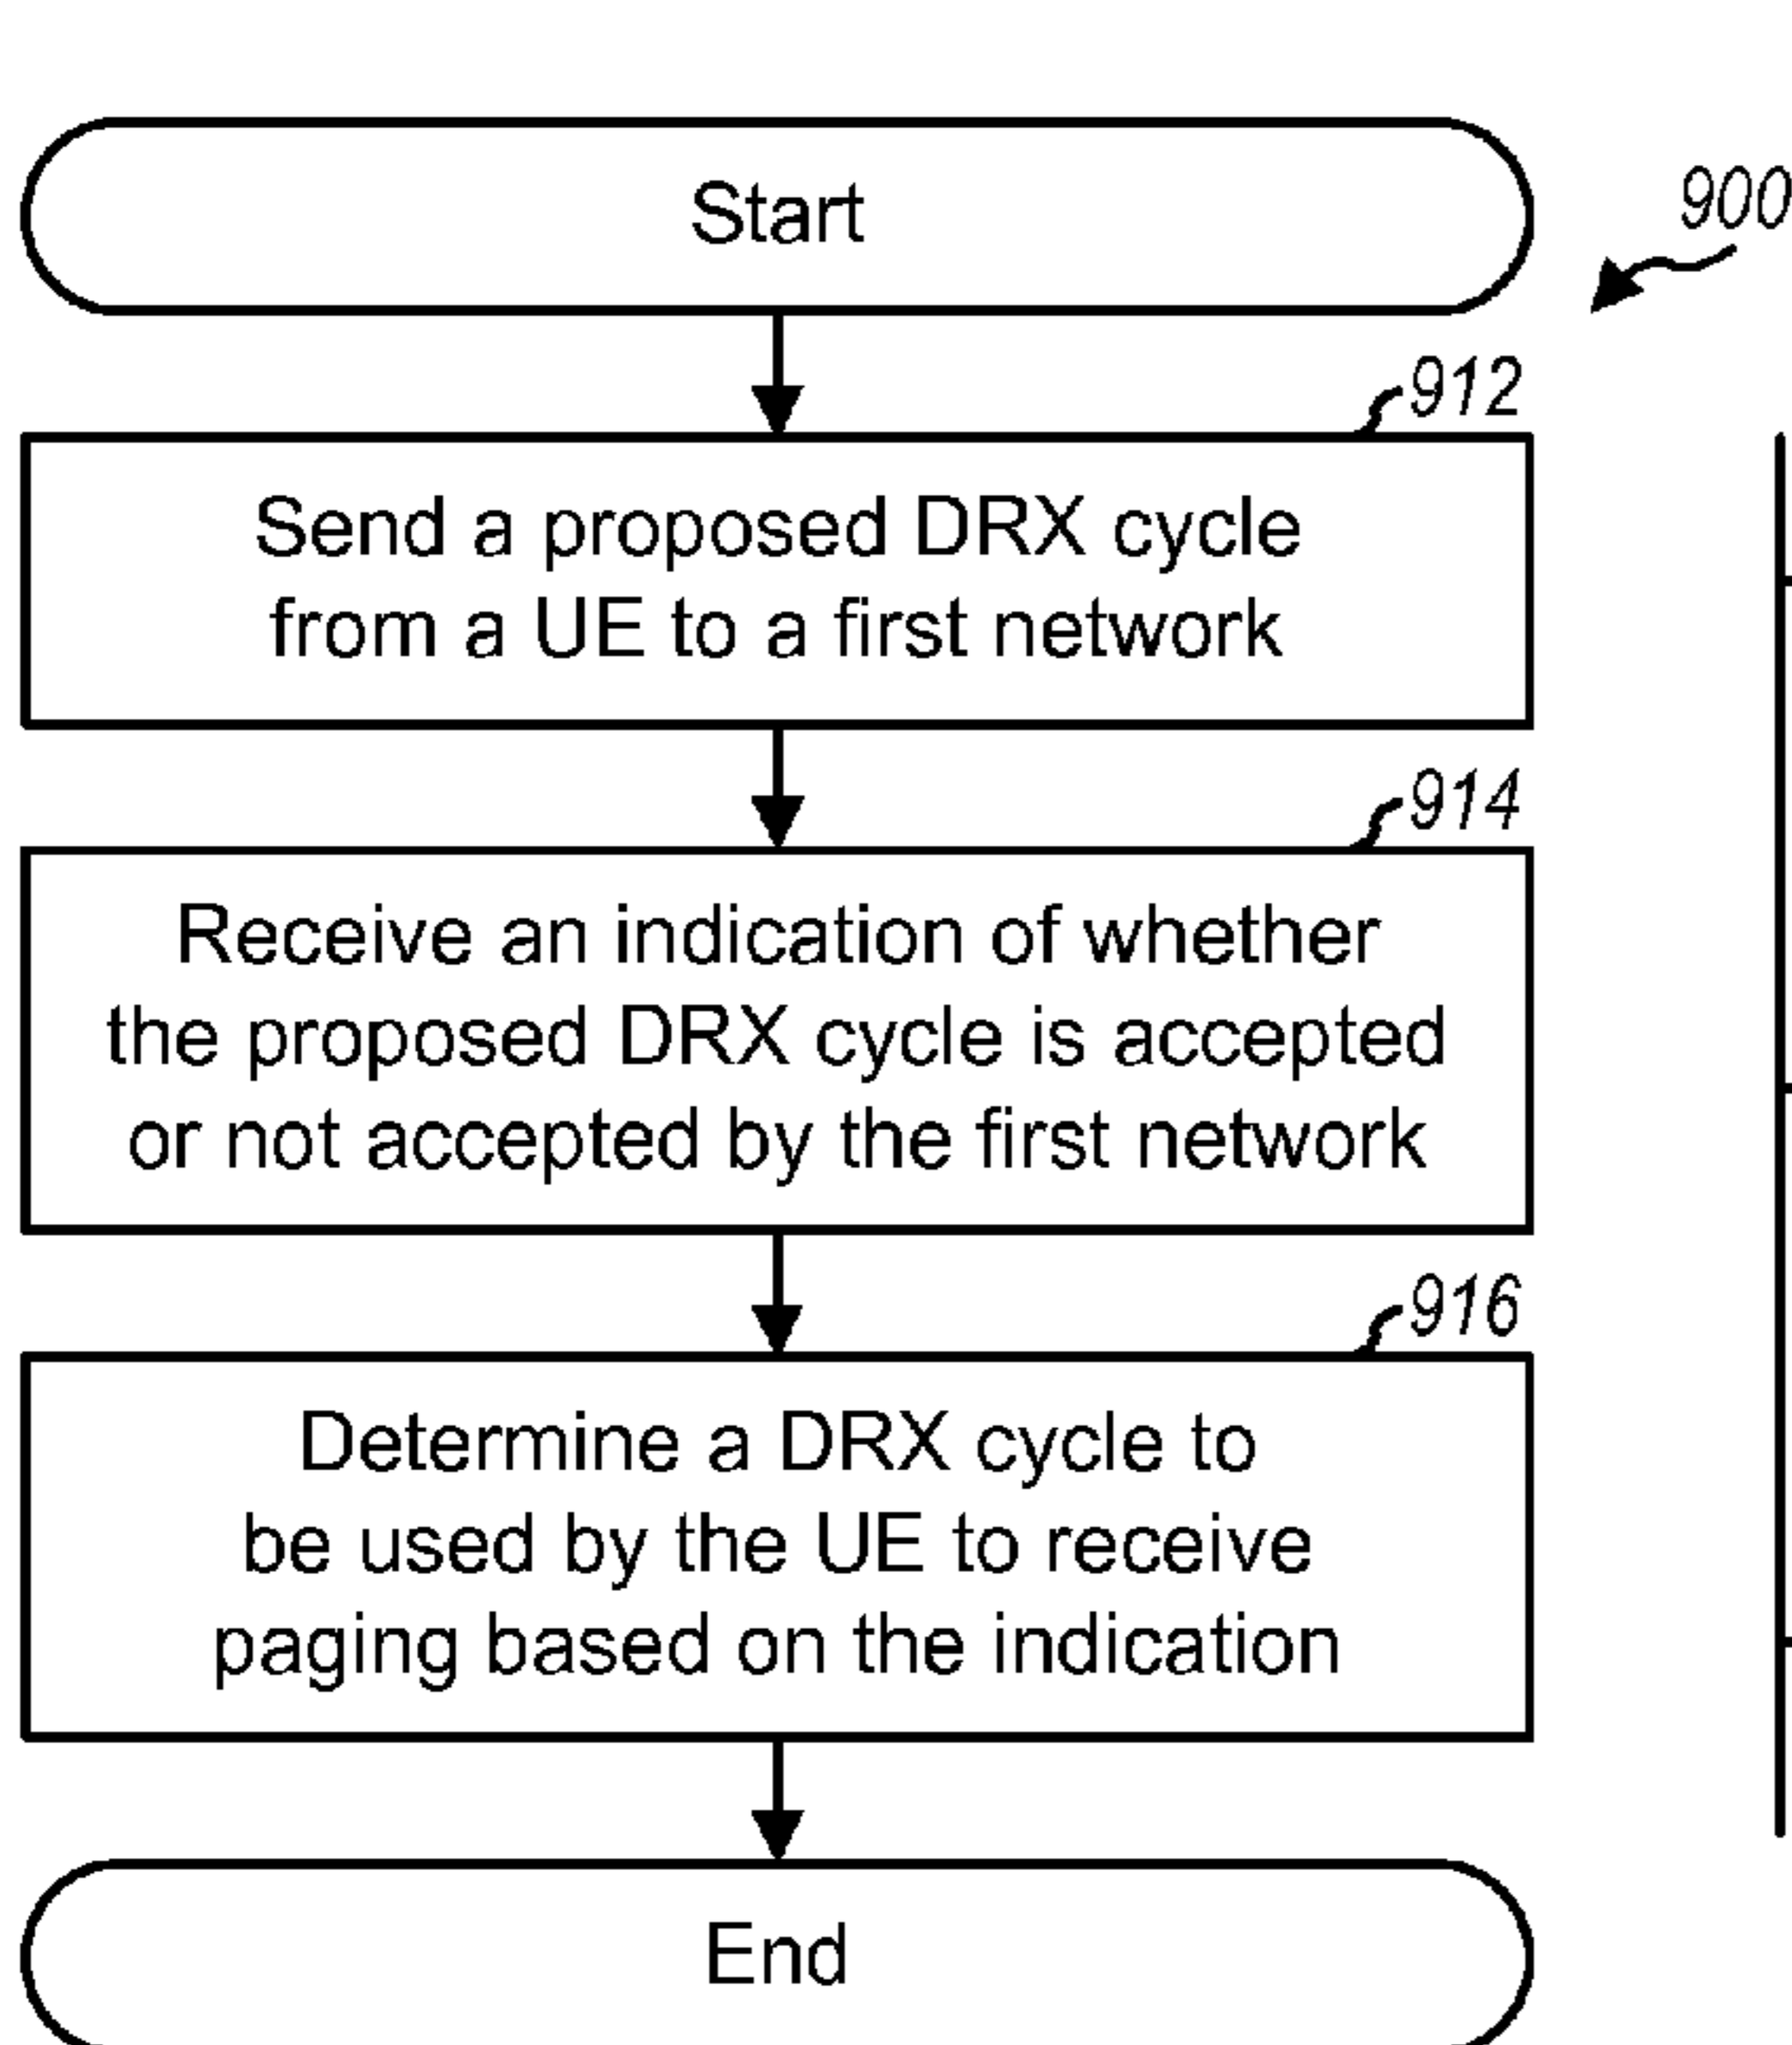 Start
900
912
Send a proposed DRX cycle
from a UE to a first network
914
Receive an indication of whether
the proposed DRX cycle is accepted
or not accepted by the first network
916
Determine a DRX cycle to
be used by the UE to receive
paging based on the indication
End